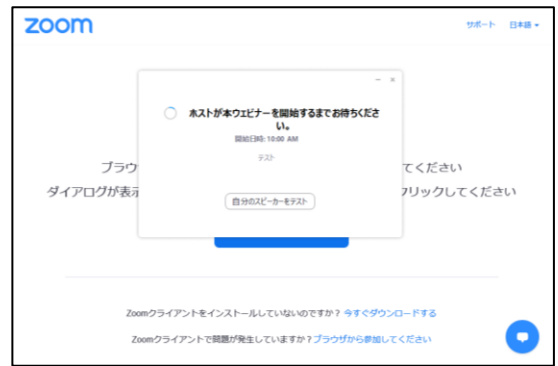 zoom
サポート 日本語
ホストが本ウェビナーを開始するまでお待ちくださ
い。
開始日時: 10:00 AM
テスト
ブラウ
てください
ダイアログが表示
クリックしてください
自分のスピーカーをテスト
Zoomクライアントをインストールしていないのですか？ 今すぐダウンロードする
Zoomクライアントで問題が発生していますか？ブラウザから参加してください